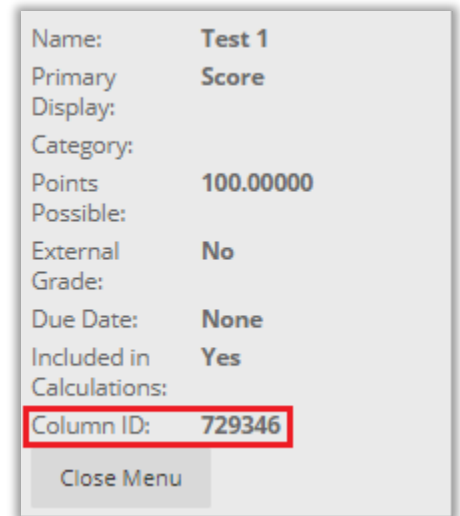 Name: Test 1
Primary Score
Display:
Category:
Points 100.00000
Possible:
External No
Grade:
Due Date: None
Included in Yes
Calculations:
Column ID: 729346
Close Menu